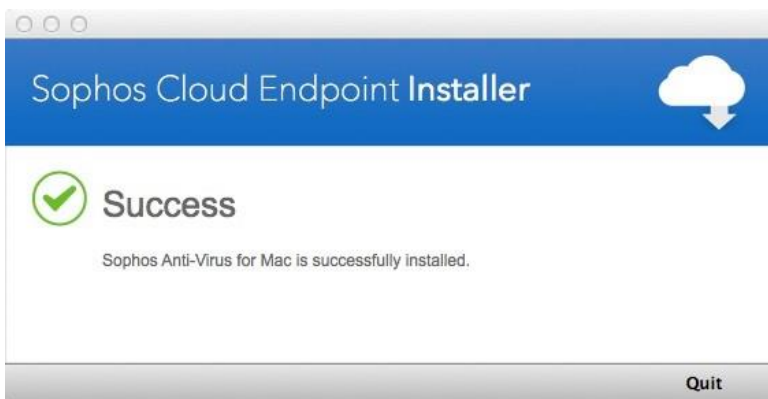 Sophos Cloud Endpoint Installer
Success
Sophos Anti-Virus for Mac is successfully installed.
Quit